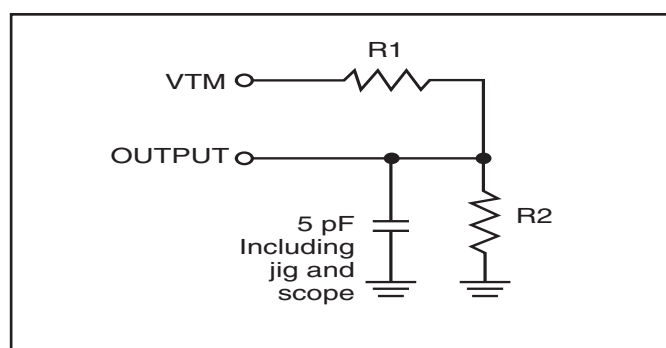 R1
VTM
OUTPUT
R2
5 pF
Including
jig and
scope